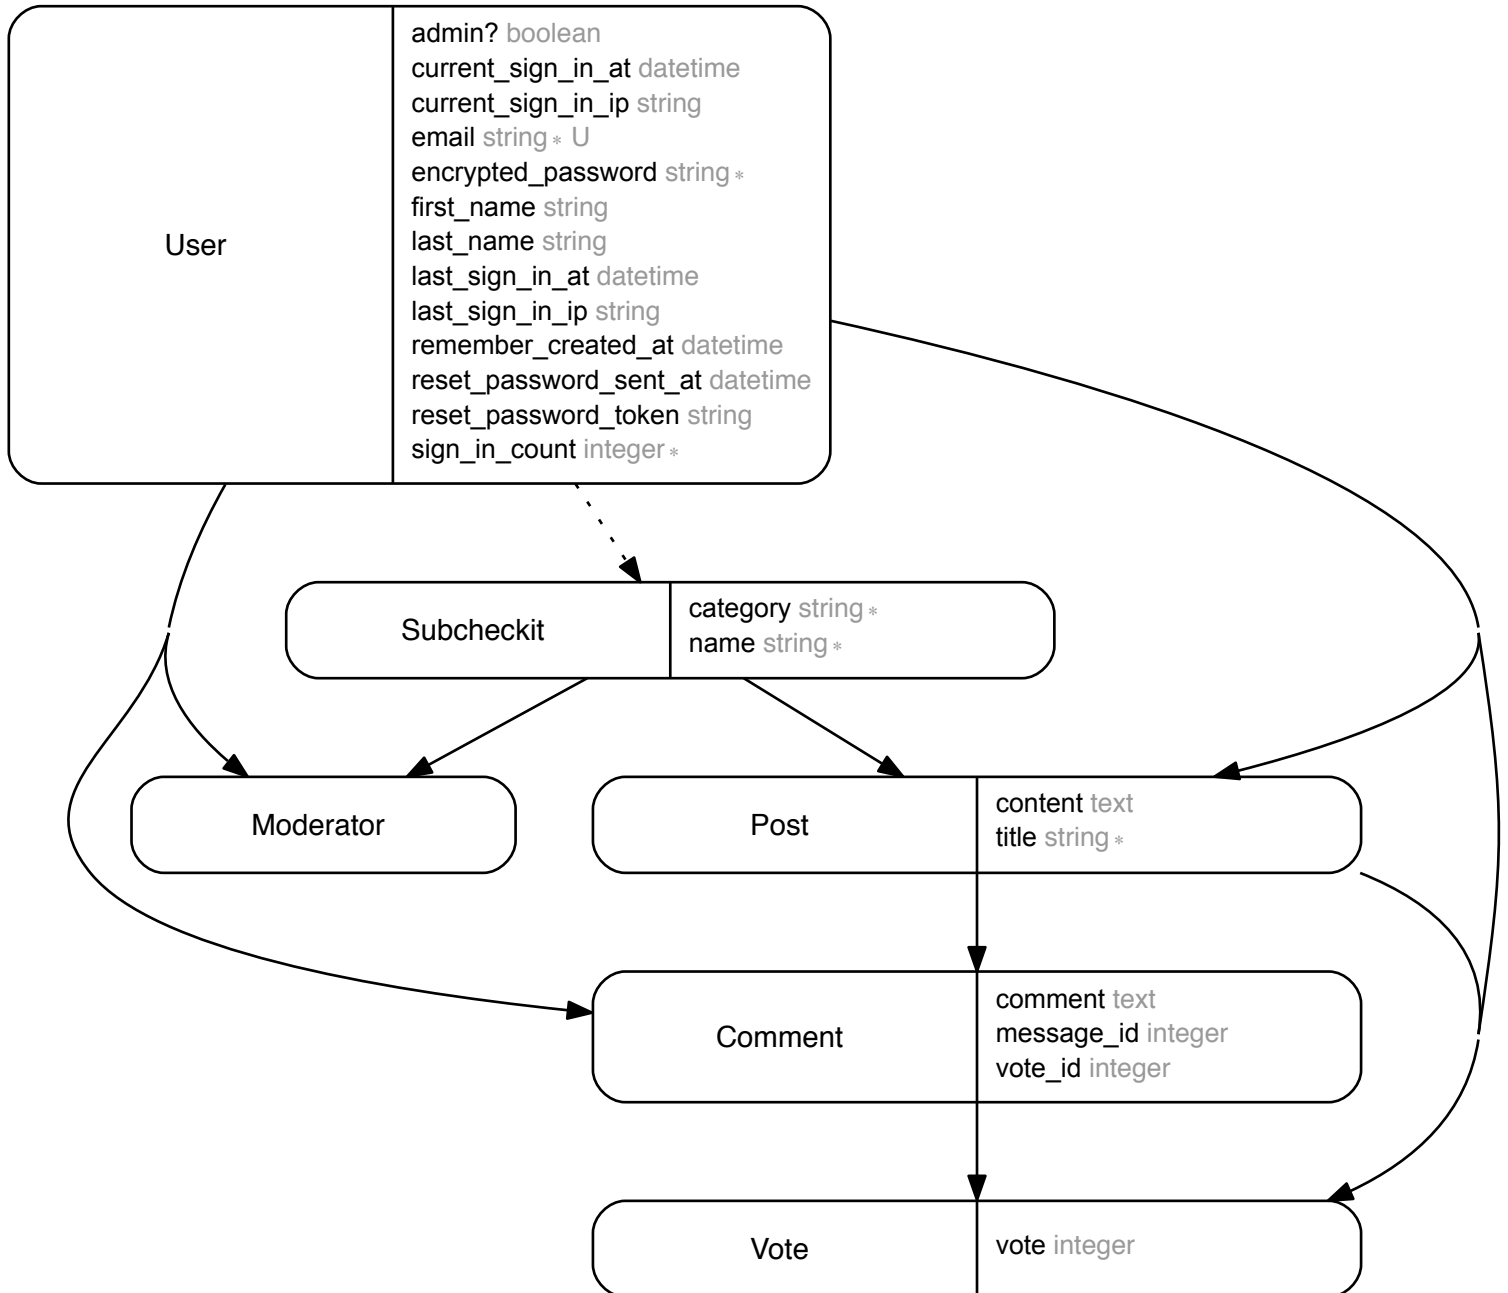 User
admin? boolean
current_sign_in_at datetime
current_sign_in_ip string
email string * U
encrypted_password string *
first_name string
last_name string
last_sign_in_at datetime
last_sign_in_ip string
remember_created_at datetime
reset_password_sent_at datetime
reset_password_token string
sign_in_count integer *
Subcheckit
category string *
name string *
Moderator
Post
content text
title string *
Comment
comment text
message_id integer
vote_id integer
Vote
vote integer